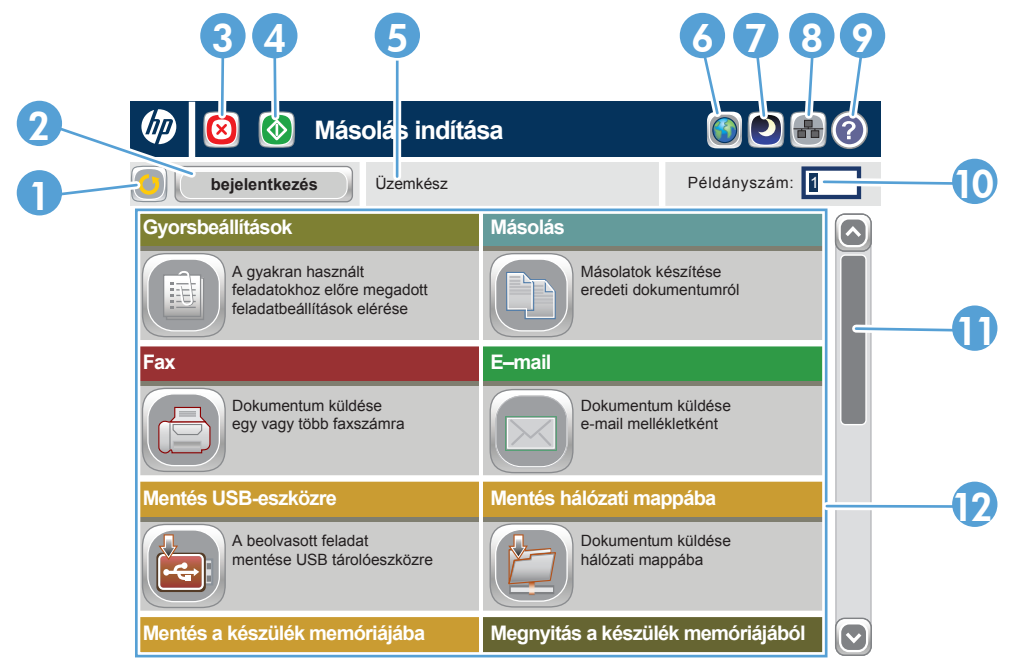 3 4 5 6 7 8 9
hp Másolás indítása ?
2
1
bejelentkezés Üzemkész Példányszám: 1
10
Gyorsbeállítások
A gyakran használt
feladatokhoz előre megadott
feladatbeállítások elérése
Másolás
Másolatok készítése
eredeti dokumentumról
11
Fax
Dokumentum küldése
egy vagy több faxszámra
E–mail
Dokumentum küldése
e-mail mellékletként
Mentés USB-eszközre
A beolvasott feladat
mentése USB tárolóeszközre
Mentés hálózati mappába
Dokumentum küldése
hálózati mappába
12
Mentés a készülék memóriájába
Megnyitás a készülék memóriájából